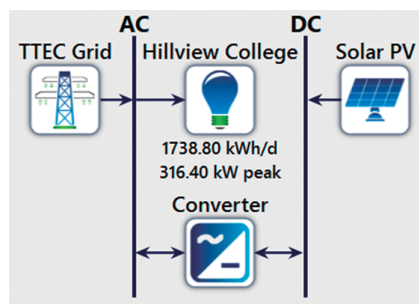 AC DC
TTEC Grid Hillview College Solar PV
1738.80 kWh/d
316.40 kW peak
Converter